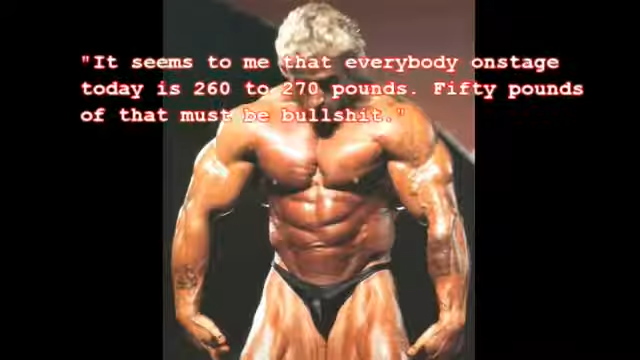 "It seems to me that everybody onstage
today is 260 to 270 pounds. Fifty pounds
of that must be bullshit."